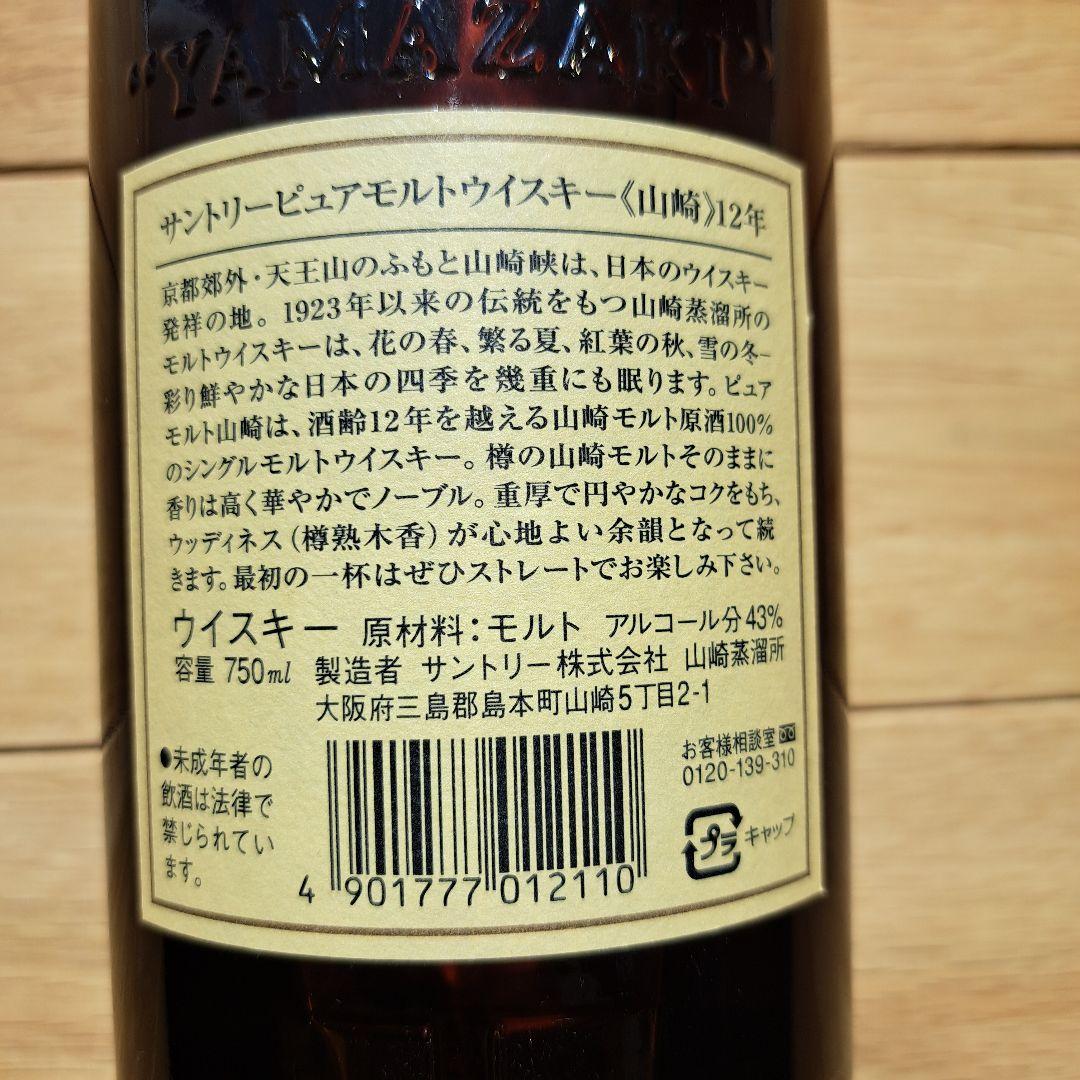 "YAMAZAKI"
サントリーピュアモルトウイスキー《山崎》12年
京都郊外・天王山のふもと山崎峡は、日本のウイスキー
発祥の地。1923年以来の伝統をもつ山崎蒸溜所の
モルトウイスキーは、花の春、繁る夏、紅葉の秋、雪の冬–
彩り鮮やかな日本の四季を幾重にも眠ります。ピュア
モルト山崎は、酒齢12年を越える山崎モルト原酒100%
のシングルモルトウイスキー。樽の山崎モルトそのままに
香りは高く華やかでノーブル。重厚で円やかなコクをもち、
ウッディネス(樽熟木香)が心地よい余韻となって続
きます。最初の一杯はぜひストレートでお楽しみ下さい。
ウイスキー 原材料:モルト アルコール分43%
容量 750ml 製造者 サントリー株式会社 山崎蒸溜所
大阪府三島郡島本町山崎5丁目2-1
●未成年者の
飲酒は法律で
禁じられてい
ます。
4 901777 012110
お客様相談室
0120-139-310
プラ キャップ